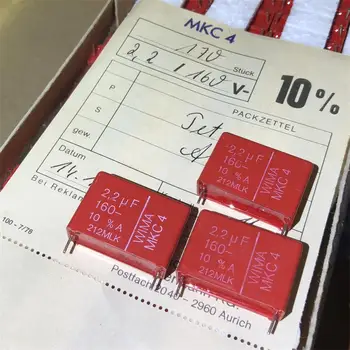 MKC 4
170 Stück
2,2 / 160 V-
10%
PACKZETTEL
P
S
gew.
Datum
Bei Reklama
100-7/76
Postfach 2040 - 2960 Aurich
2,2 µF
160-
10 % A
212MLK
WIMA
MKC 4
2,2 µF
160-
10 % A
212MLK
WIMA
MKC 4
2,2 µF
160-
10 % A
212MLK
WIMA
MKC 4